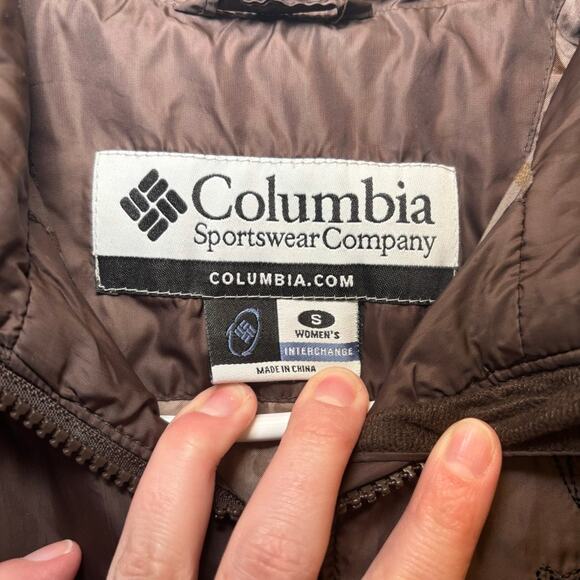 Columbia
Sportswear Company
COLUMBIA.COM
S
WOMEN'S
INTERCHANGE
MADE IN CHINA